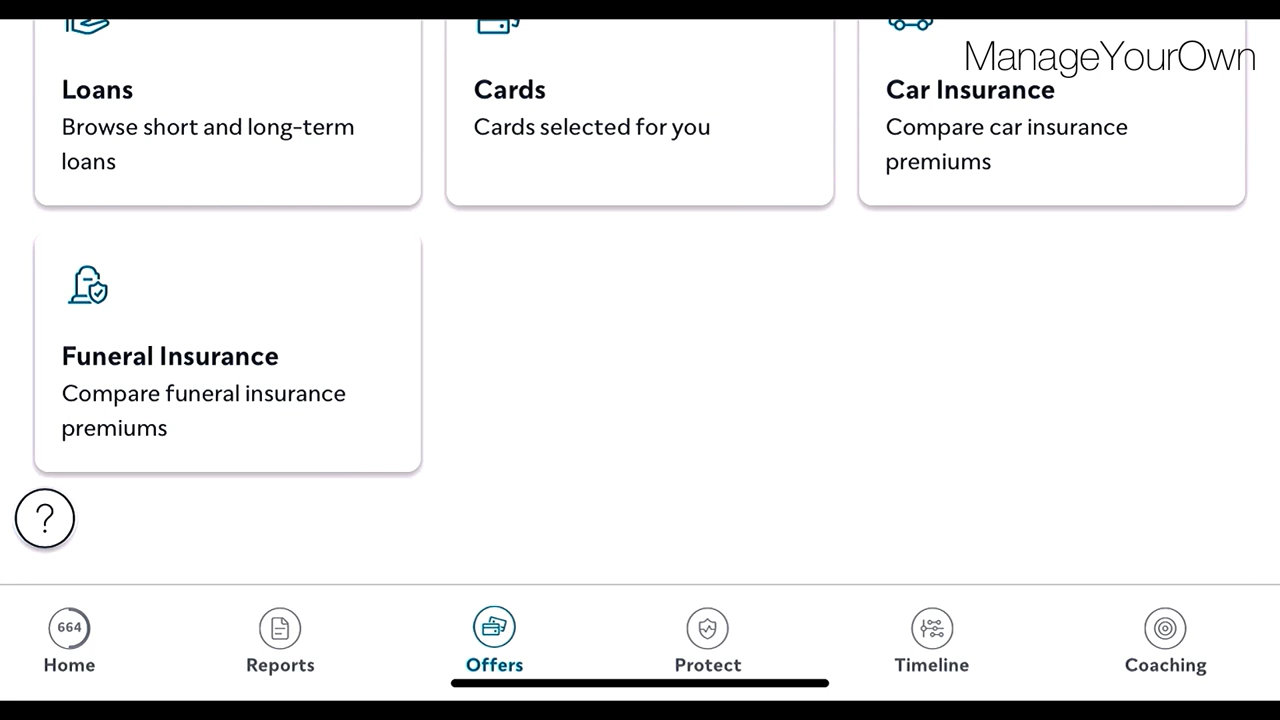 ManageYourOwn
Loans
Browse short and long-term
loans
Cards
Cards selected for you
Car Insurance
Compare car insurance
premiums
Funeral Insurance
Compare funeral insurance
premiums
?
664
Home
Reports
Offers
Protect
Timeline
Coaching